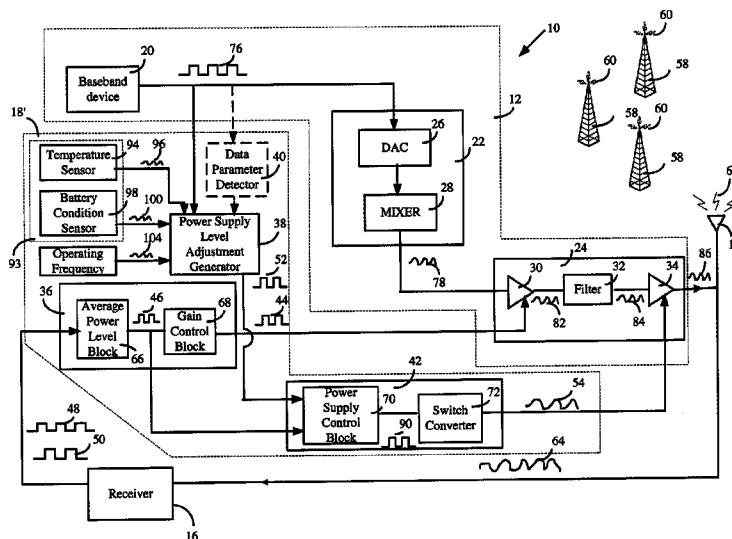 76
20
Baseband
device
10
60
60
58
60
58
58
12
18'
94
Temperature
Sensor
96
Data
Parameter
Detector
40
26
DAC
22
28
MIXER
98
Battery
Condition
Sensor
100
Power Supply
Level
Adjustment
Generator
38
93
104
Operating
Frequency
52
78
24
30
32
34
Filter
82
84
86
36
46
68
44
Average
Power
Level
Block
66
Gain
Control
Block
42
Power
Supply
Control
Block
70
72
Switch
Converter
90
54
48
50
64
Receiver
16